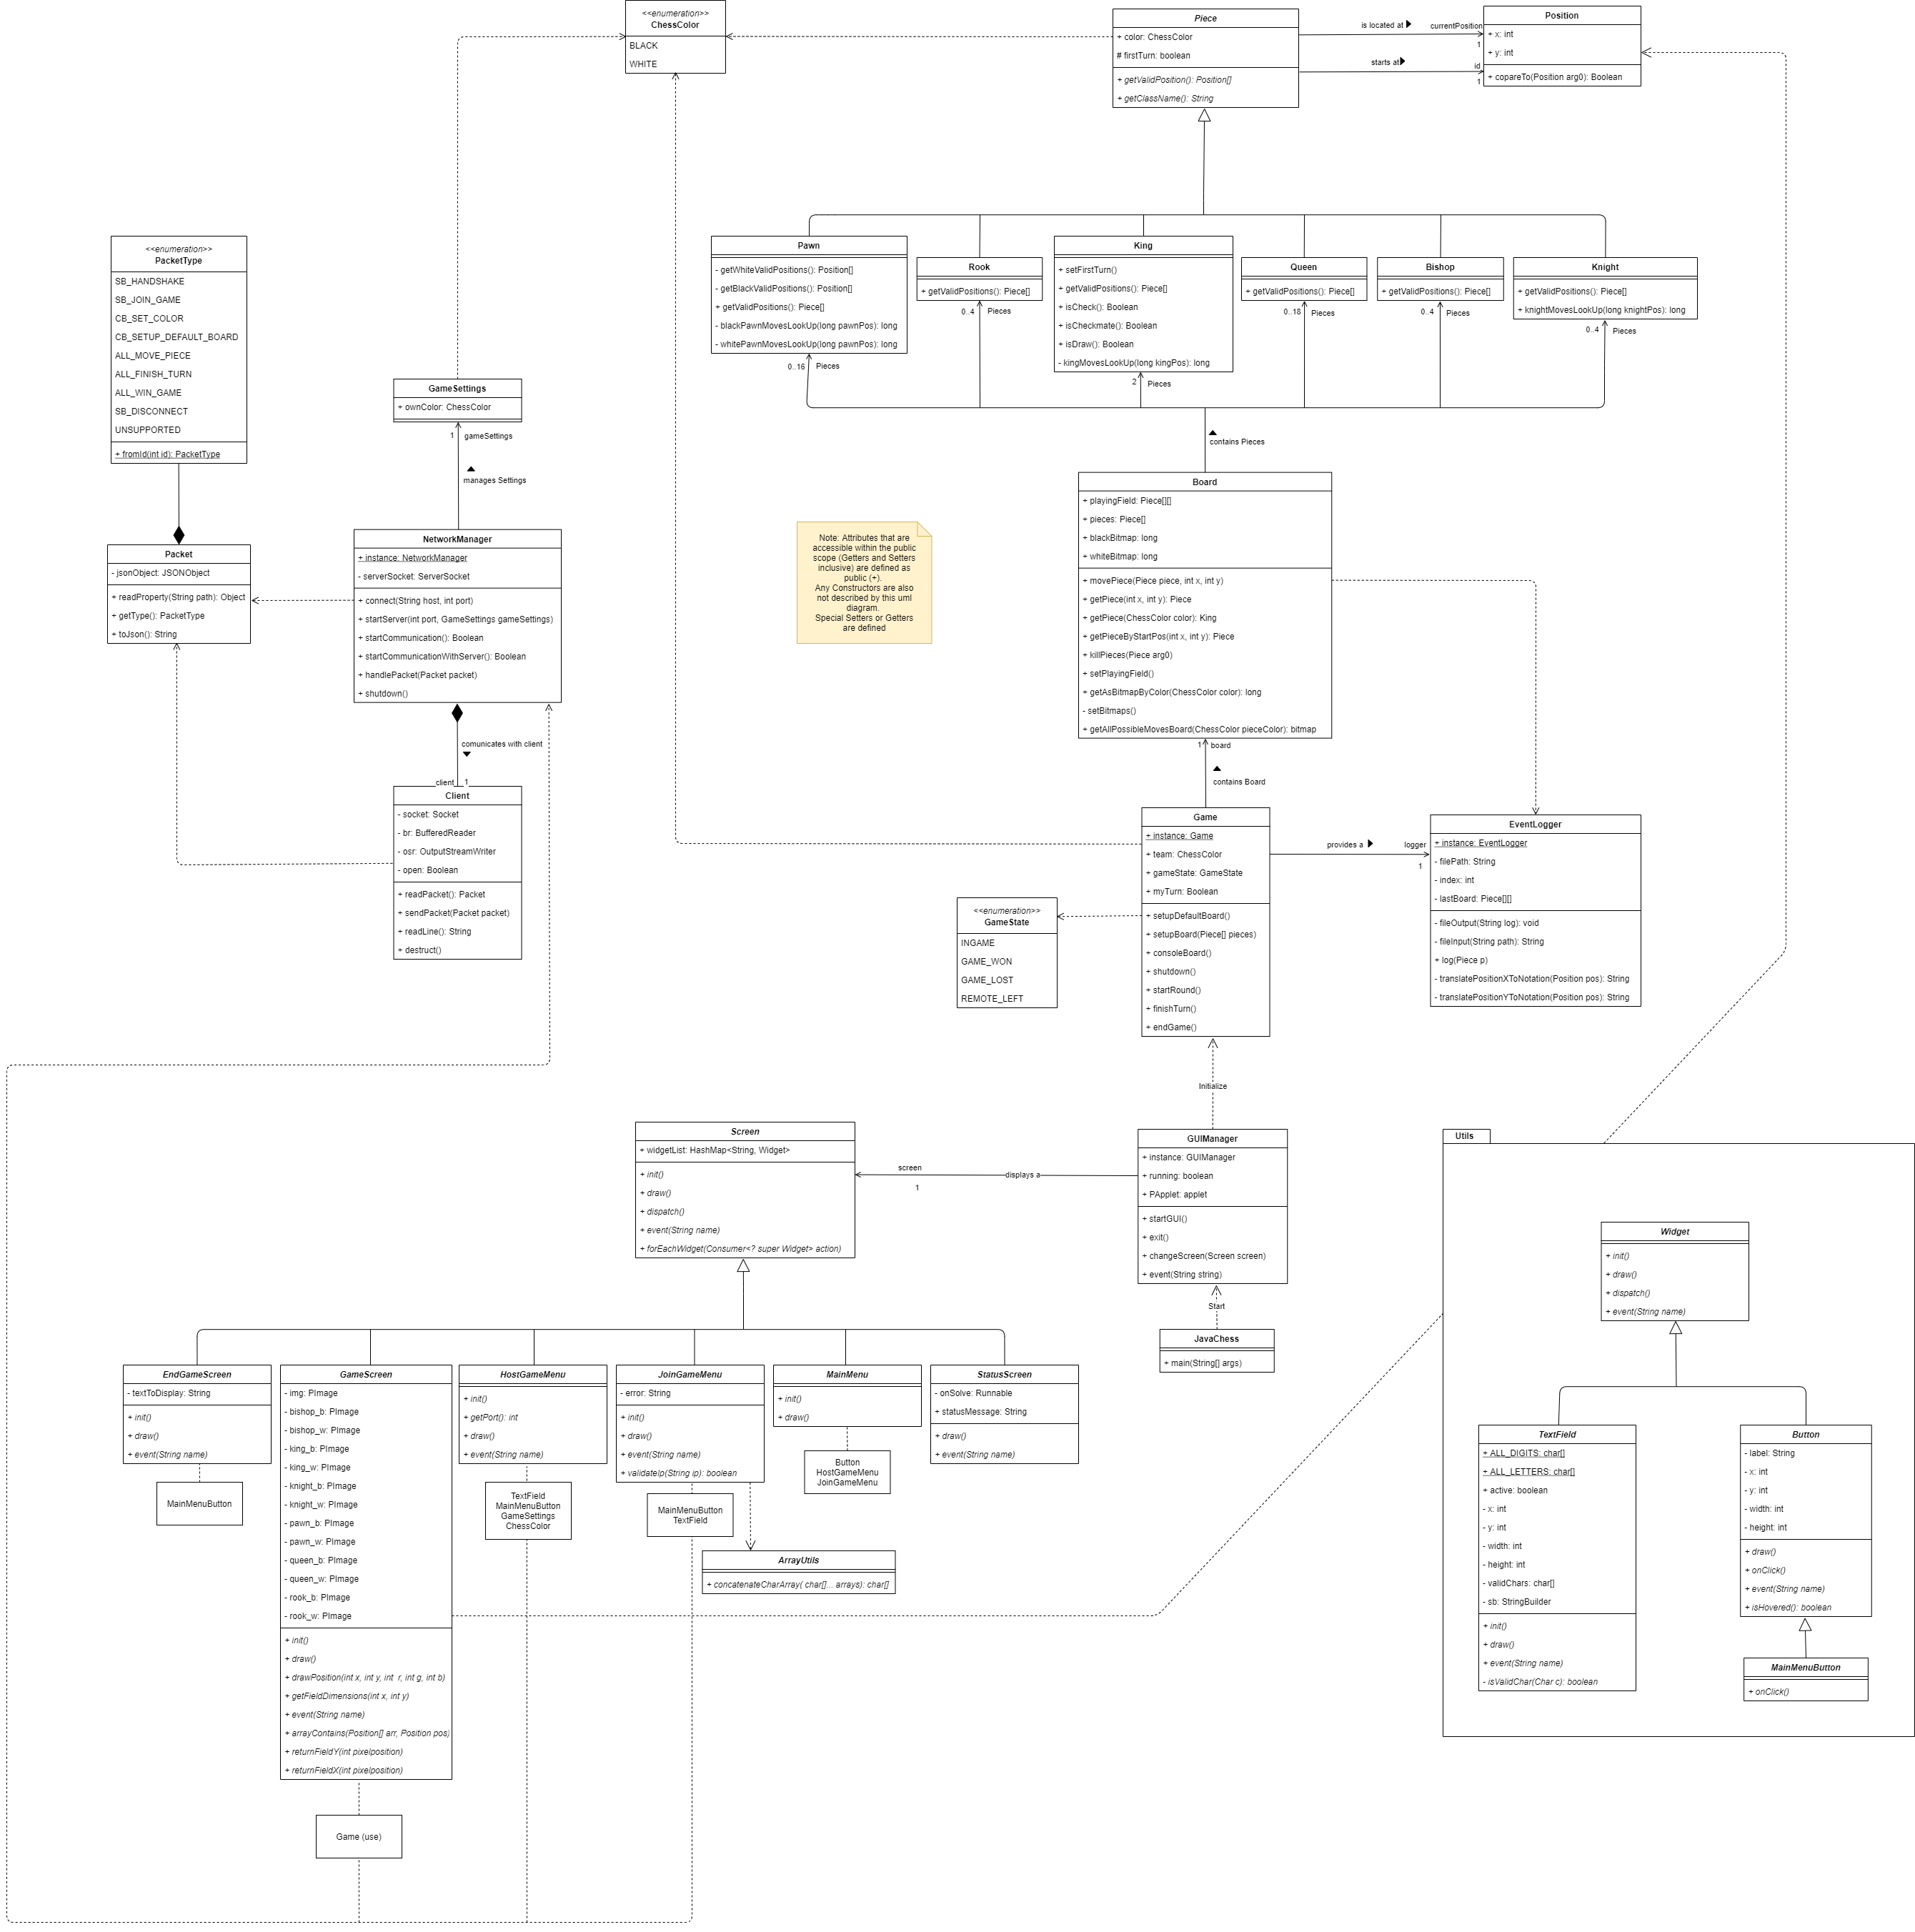 <<enumeration>>
ChessColor
BLACK
WHITE
Piece
+ color: ChessColor
# firstTurn: boolean
+ getValidPosition(): Position[]
+ getClassName(): String
is located at
currentPosition
1
starts at
id
1
Position
+ x: int
+ y: int
+ copareTo(Position arg0): Boolean
<<enumeration>>
PacketType
SB_HANDSHAKE
SB_JOIN_GAME
CB_SET_COLOR
CB_SETUP_DEFAULT_BOARD
ALL_MOVE_PIECE
ALL_FINISH_TURN
ALL_WIN_GAME
SB_DISCONNECT
UNSUPPORTED
+ fromId(int id): PacketType
Pawn
- getWhiteValidPositions(): Position[]
- getBlackValidPositions(): Position[]
+ getValidPositions(): Piece[]
- blackPawnMovesLookUp(long pawnPos): long
- whitePawnMovesLookUp(long pawnPos): long
0..16
Pieces
Rook
+ getValidPositions(): Piece[]
0..4
Pieces
King
+ setFirstTurn()
+ getValidPositions(): Piece[]
+ isCheck(): Boolean
+ isCheckmate(): Boolean
+ isDraw(): Boolean
- kingMovesLookUp(long kingPos): long
2
Pieces
Queen
+ getValidPositions(): Piece[]
0..18
Pieces
Bishop
+ getValidPositions(): Piece[]
0..4
Pieces
Knight
+ getValidPositions(): Piece[]
+ knightMovesLookUp(long knightPos): long
0..4
Pieces
GameSettings
+ ownColor: ChessColor
1
gameSettings
manages Settings
contains Pieces
Packet
- jsonObject: JSONObject
+ readProperty(String path): Object
+ getType(): PacketType
+ toJson(): String
NetworkManager
+ instance: NetworkManager
- serverSocket: ServerSocket
+ connect(String host, int port)
+ startServer(int port, GameSettings gameSettings)
+ startCommunication(): Boolean
+ startCommunicationWithServer(): Boolean
+ handlePacket(Packet packet)
+ shutdown()
Note: Attributes that are
accessible within the public
scope (Getters and Setters
inclusive) are defined as
public (+).
Any Constructors are also
not described by this uml
diagram.
Special Setters or Getters
are defined
Board
+ playingField: Piece[][]
+ pieces: Piece[]
+ blackBitmap: long
+ whiteBitmap: long
+ movePiece(Piece piece, int x, int y)
+ getPiece(int x, int y): Piece
+ getPiece(ChessColor color): King
+ getPieceByStartPos(int x, int y): Piece
+ killPieces(Piece arg0)
+ setPlayingField()
+ getAsBitmapByColor(ChessColor color): long
- setBitmaps()
+ getAllPossibleMovesBoard(ChessColor pieceColor): bitmap
1
board
contains Board
comunicates with client
client
1
Client
- socket: Socket
- br: BufferedReader
- osr: OutputStreamWriter
- open: Boolean
+ readPacket(): Packet
+ sendPacket(Packet packet)
+ readLine(): String
+ destruct()
Game
+ instance: Game
+ team: ChessColor
+ gameState: GameState
+ myTurn: Boolean
+ setupDefaultBoard()
+ setupBoard(Piece[] pieces)
+ consoleBoard()
+ shutdown()
+ startRound()
+ finishTurn()
+ endGame()
provides a
logger
1
EventLogger
+ instance: EventLogger
- filePath: String
- index: int
- lastBoard: Piece[][]
- fileOutput(String log): void
- fileInput(String path): String
+ log(Piece p)
- translatePositionXToNotation(Position pos): String
- translatePositionYToNotation(Position pos): String
<<enumeration>>
GameState
INGAME
GAME_WON
GAME_LOST
REMOTE_LEFT
Initialize
Screen
+ widgetList: HashMap<String, Widget>
+ init()
+ draw()
+ dispatch()
+ event(String name)
+ forEachWidget(Consumer<? super Widget> action)
screen
1
displays a
GUIManager
+ instance: GUIManager
+ running: boolean
+ PApplet: applet
+ startGUI()
+ exit()
+ changeScreen(Screen screen)
+ event(String string)
Start
JavaChess
+ main(String[] args)
Utils
Widget
+ init()
+ draw()
+ dispatch()
+ event(String name)
TextField
+ ALL_DIGITS: char[]
+ ALL_LETTERS: char[]
+ active: boolean
- x: int
- y: int
- width: int
- height: int
- validChars: char[]
- sb: StringBuilder
+ init()
+ draw()
+ event(String name)
- isValidChar(Char c): boolean
Button
- label: String
- x: int
- y: int
- width: int
- height: int
+ draw()
+ onClick()
+ event(String name)
+ isHovered(): boolean
MainMenuButton
+ onClick()
EndGameScreen
- textToDisplay: String
+ init()
+ draw()
+ event(String name)
MainMenuButton
GameScreen
- img: PImage
- bishop_b: PImage
- bishop_w: PImage
- king_b: PImage
- king_w: PImage
- knight_b: PImage
- knight_w: PImage
- pawn_b: PImage
- pawn_w: PImage
- queen_b: PImage
- queen_w: PImage
- rook_b: PImage
- rook_w: PImage
+ init()
+ draw()
+ drawPosition(int x, int y, int r, int g, int b)
+ getFieldDimensions(int x, int y)
+ event(String name)
+ arrayContains(Position[] arr, Position pos)
+ returnFieldY(int pixelposition)
+ returnFieldX(int pixelposition)
Game (use)
HostGameMenu
+ init()
+ getPort(): int
+ draw()
+ event(String name)
TextField
MainMenuButton
GameSettings
ChessColor
JoinGameMenu
- error: String
+ init()
+ draw()
+ event(String name)
+ validateIp(String ip): boolean
MainMenuButton
TextField
ArrayUtils
+ concatenateCharArray( char[]... arrays): char[]
MainMenu
+ init()
+ draw()
Button
HostGameMenu
JoinGameMenu
StatusScreen
- onSolve: Runnable
+ statusMessage: String
+ draw()
+ event(String name)